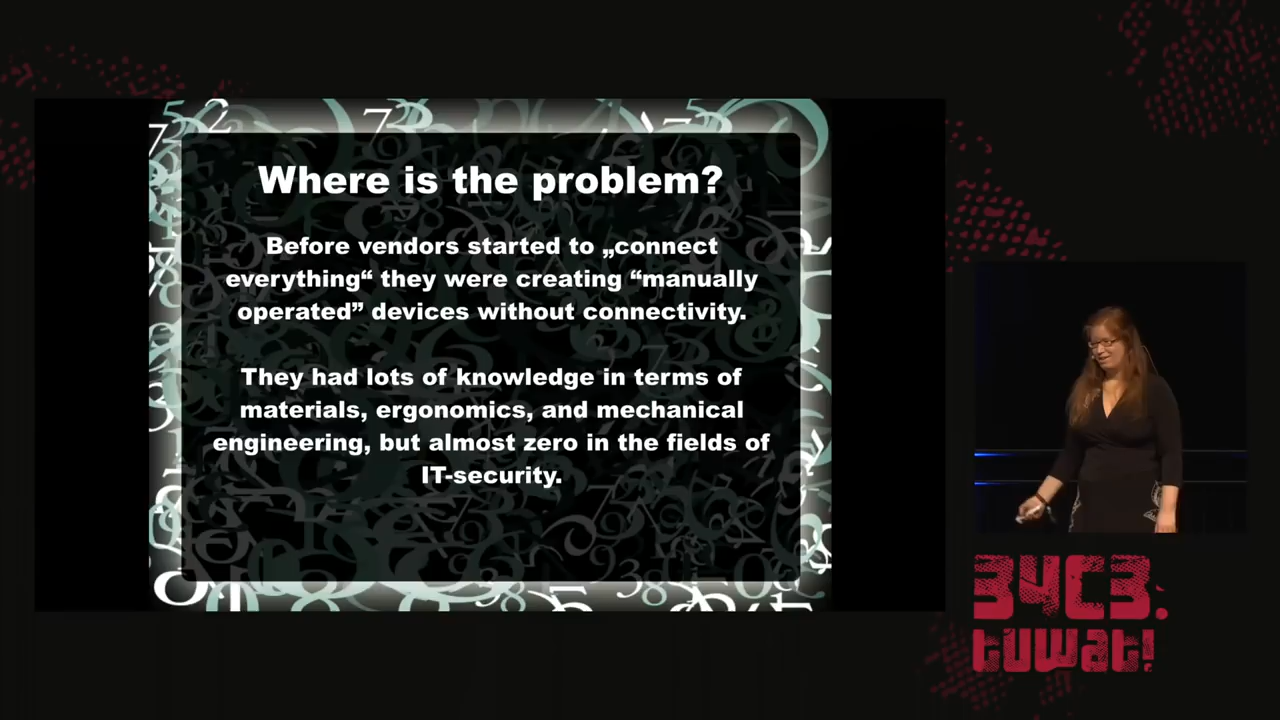 Where is the problem?
Before vendors started to „connect
everything“ they were creating “manually
operated” devices without connectivity.
They had lots of knowledge in terms of
materials, ergonomics, and mechanical
engineering, but almost zero in the fields of
IT-security.
34C3.
tuwat!